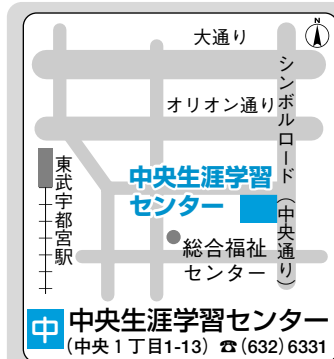 N
大通り
オリオン通り
シンボルロード(中央通り)
東武宇都宮駅
中央生涯学習
センター
総合福祉
センター
中 中央生涯学習センター
(中央1丁目1-13) ☎(632)6331